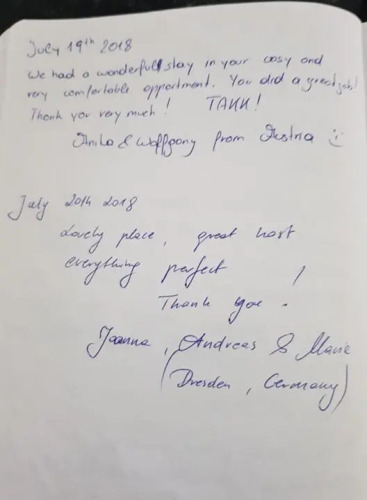 July 19th 2018
We had a wonderfull stay in your cosy and
very comfortable appartment. You did a great job!
Thank you very much! TAKK!
& Wolfgang from Austria :)
July 20th 2018
Lovely place, great host
everything perfect !
Thank you.
Joanna, Andreas & Marie
(Dresden, Germany)